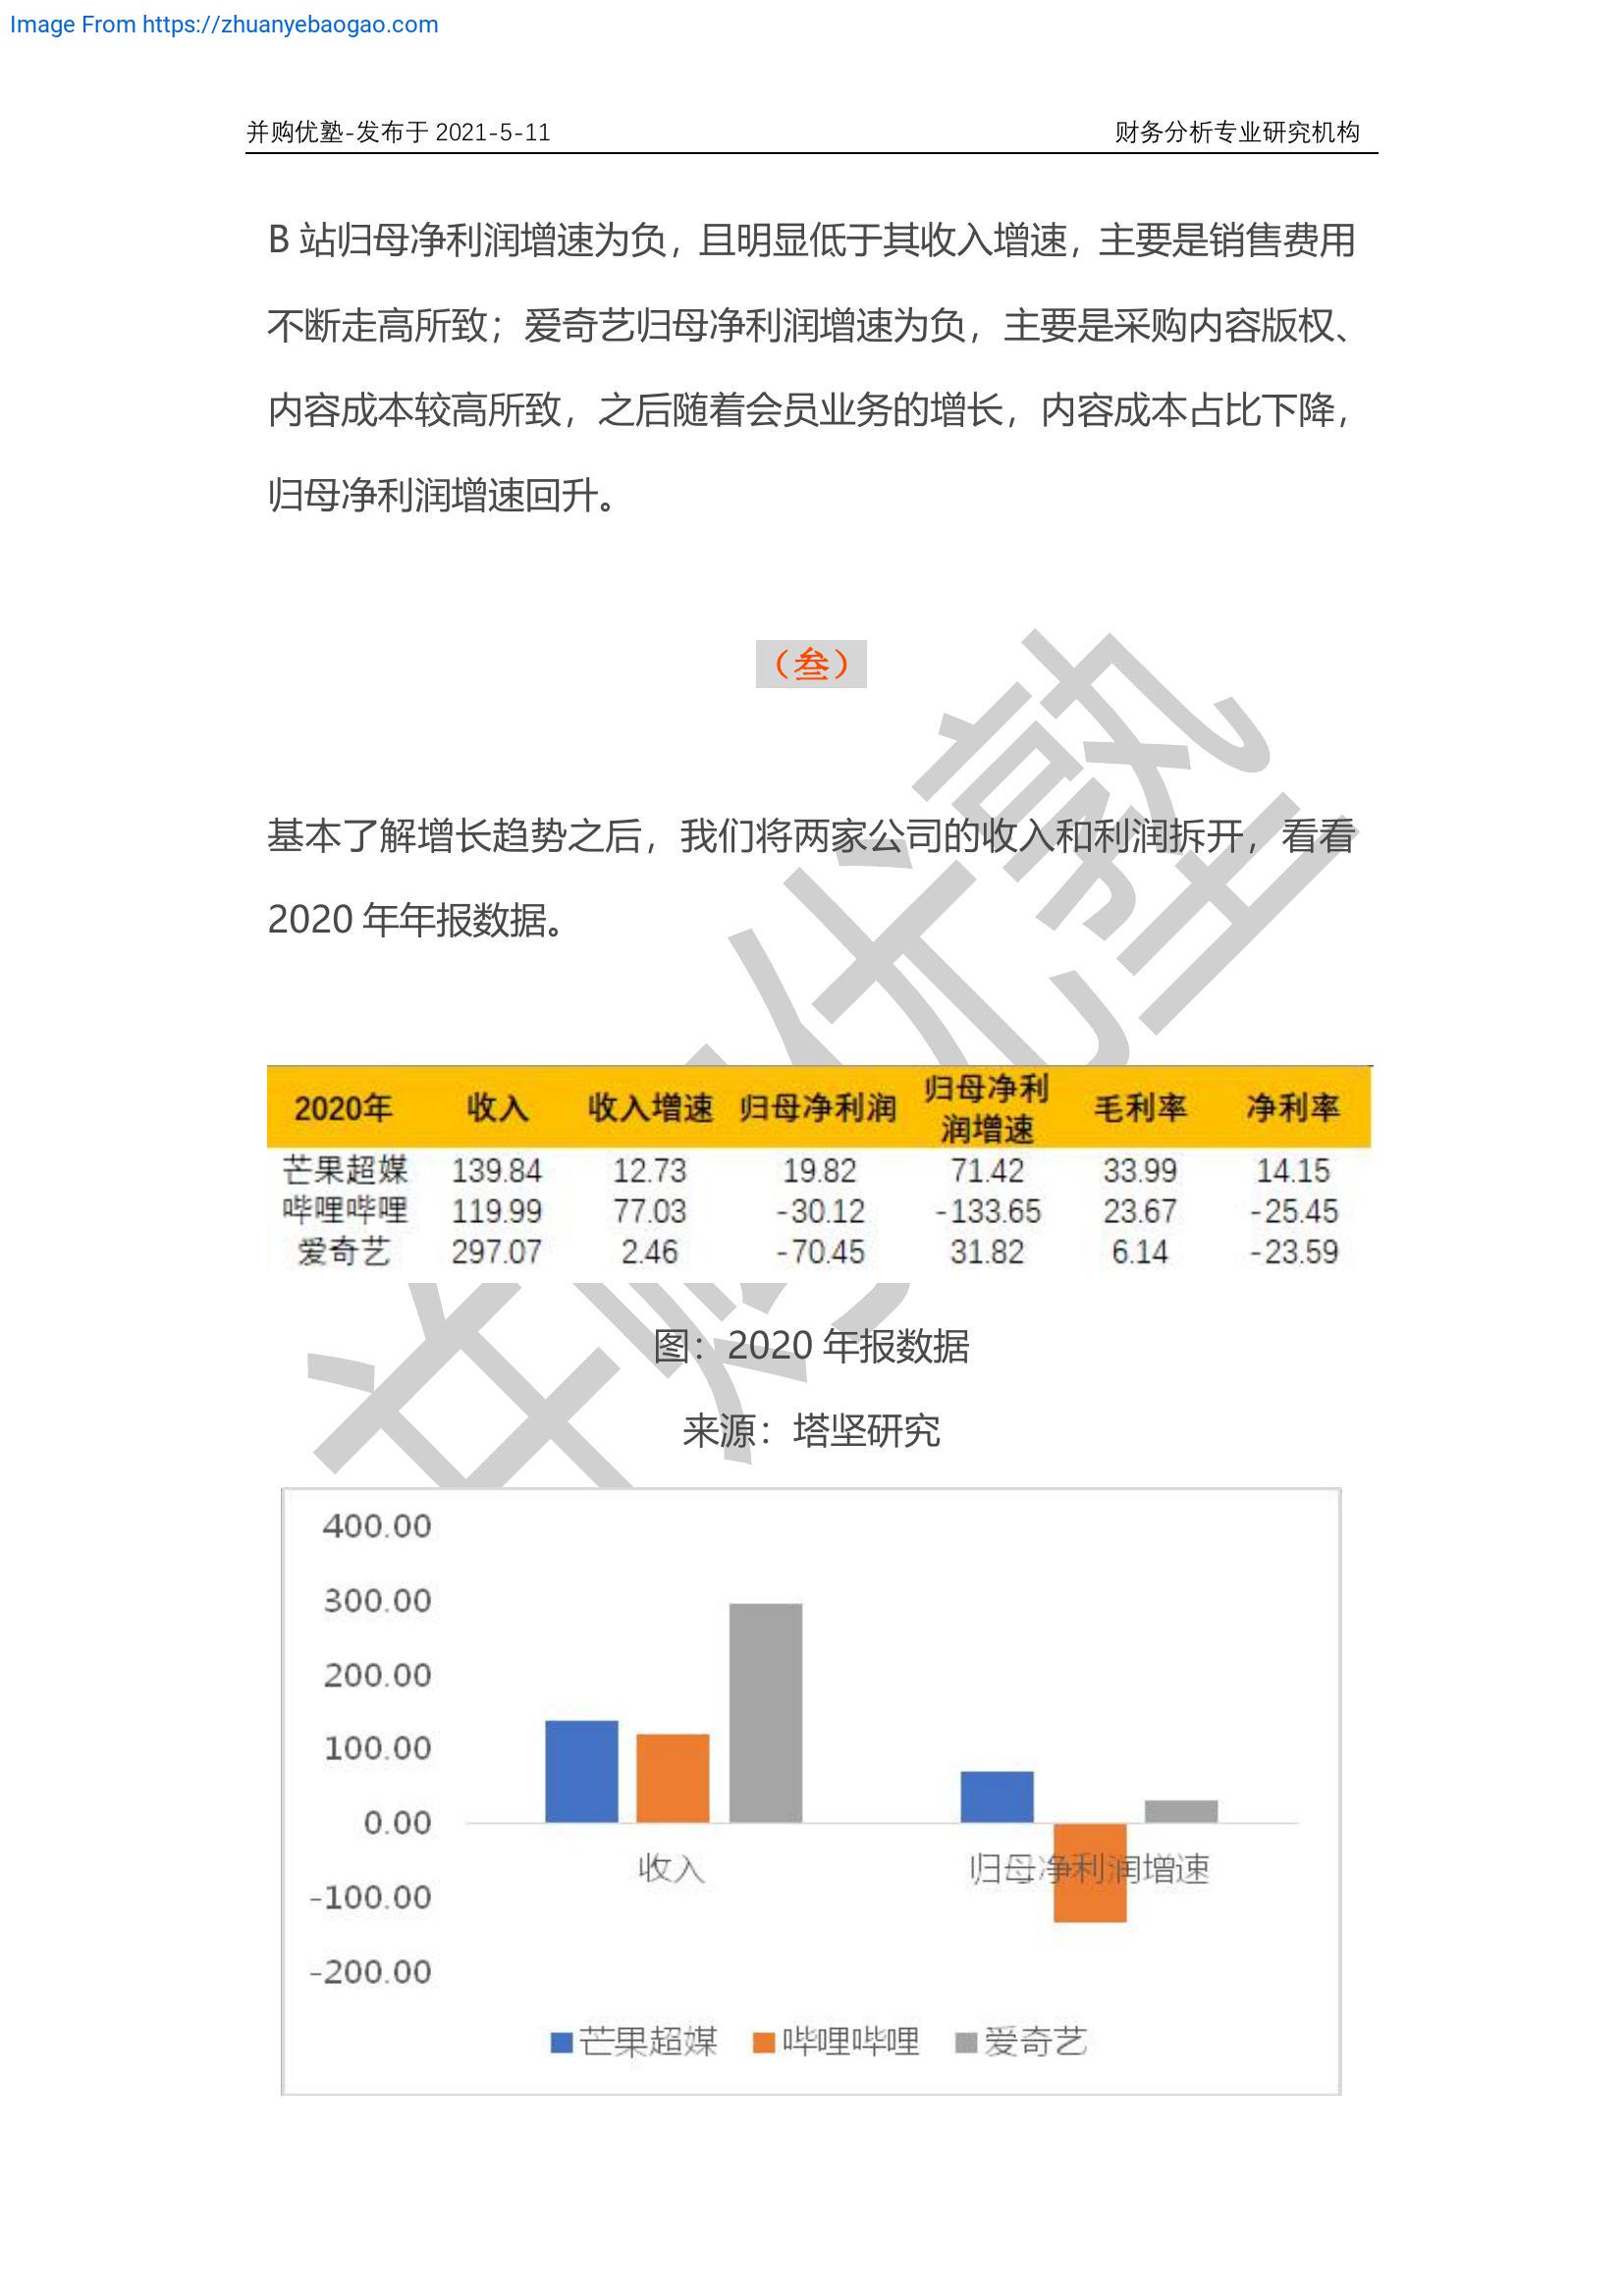 Image From https://zhuanyebaogao.com
并购优塾-发布于 2021-5-11 财务分析专业研究机构
B 站归母净利润增速为负，且明显低于其收入增速，主要是销售费用
不断走高所致；爱奇艺归母净利润增速为负，主要是采购内容版权、
内容成本较高所致，之后随着会员业务的增长，内容成本占比下降，
归母净利润增速回升。
（叁）
基本了解增长趋势之后，我们将两家公司的收入和利润拆开，看看
2020 年年报数据。
2020年 收入 收入增速 归母净利润 归母净利润增速 毛利率 净利率
芒果超媒 139.84 12.73 19.82 71.42 33.99 14.15
哔哩哔哩 119.99 77.03 -30.12 -133.65 23.67 -25.45
爱奇艺 297.07 2.46 -70.45 31.82 6.14 -23.59
图：2020 年报数据
来源：塔坚研究
400.00
300.00
200.00
100.00
0.00
-100.00
-200.00
收入 归母净利润增速
芒果超媒 哔哩哔哩 爱奇艺
并购优塾